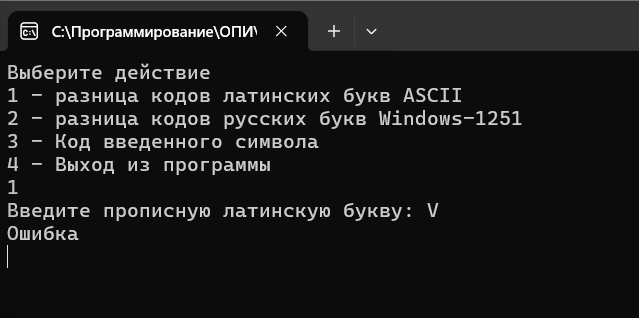 C:\Программирование\ОПИ\
Выберите действие
1 - разница кодов латинских букв ASCII
2 - разница кодов русских букв Windows-1251
3 - Код введенного символа
4 - Выход из программы
1
Введите прописную латинскую букву: V
Ошибка